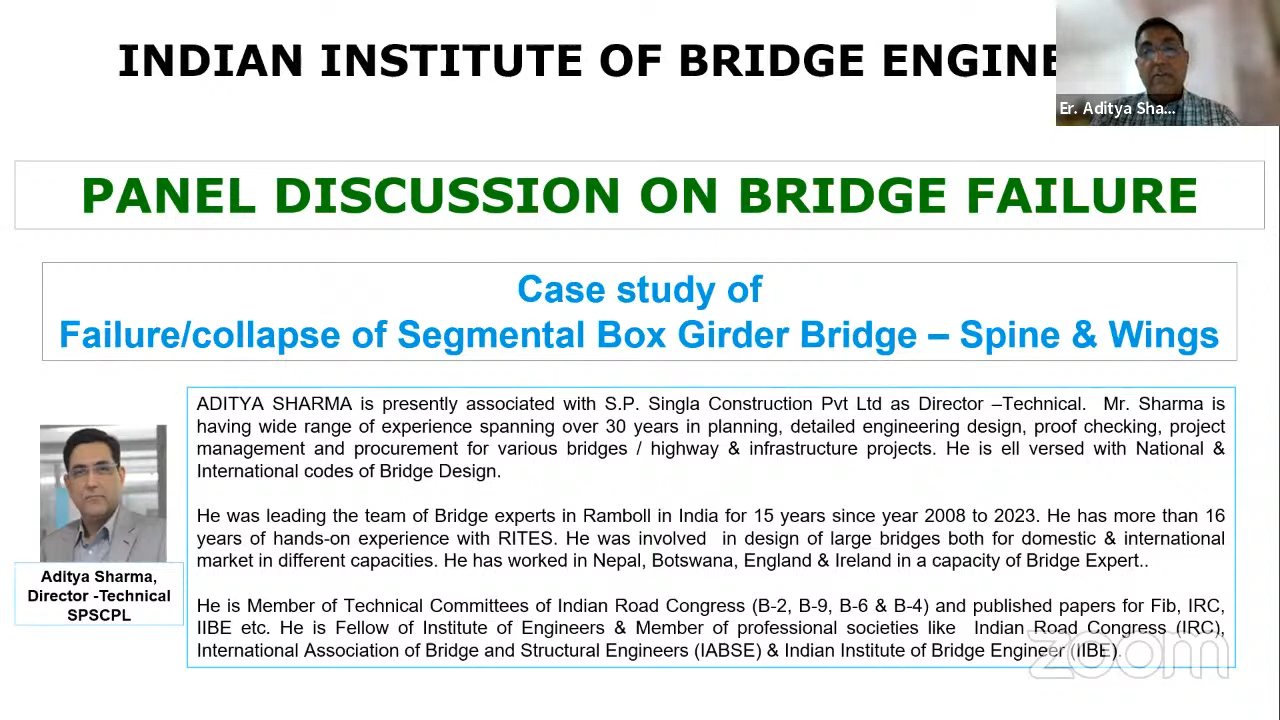 INDIAN INSTITUTE OF BRIDGE ENGINE
Er. Aditya Sha...
PANEL DISCUSSION ON BRIDGE FAILURE
Case study of
Failure/collapse of Segmental Box Girder Bridge – Spine & Wings
ADITYA SHARMA is presently associated with S.P. Singla Construction Pvt Ltd as Director –Technical. Mr. Sharma is
having wide range of experience spanning over 30 years in planning, detailed engineering design, proof checking, project
management and procurement for various bridges / highway & infrastructure projects. He is ell versed with National &
International codes of Bridge Design.
He was leading the team of Bridge experts in Ramboll in India for 15 years since year 2008 to 2023. He has more than 16
years of hands-on experience with RITES. He was involved in design of large bridges both for domestic & international
market in different capacities. He has worked in Nepal, Botswana, England & Ireland in a capacity of Bridge Expert..
He is Member of Technical Committees of Indian Road Congress (B-2, B-9, B-6 & B-4) and published papers for Fib, IRC,
IIBE etc. He is Fellow of Institute of Engineers & Member of professional societies like Indian Road Congress (IRC),
International Association of Bridge and Structural Engineers (IABSE) & Indian Institute of Bridge Engineer (IIBE).
Aditya Sharma,
Director -Technical
SPSCPL
zoom